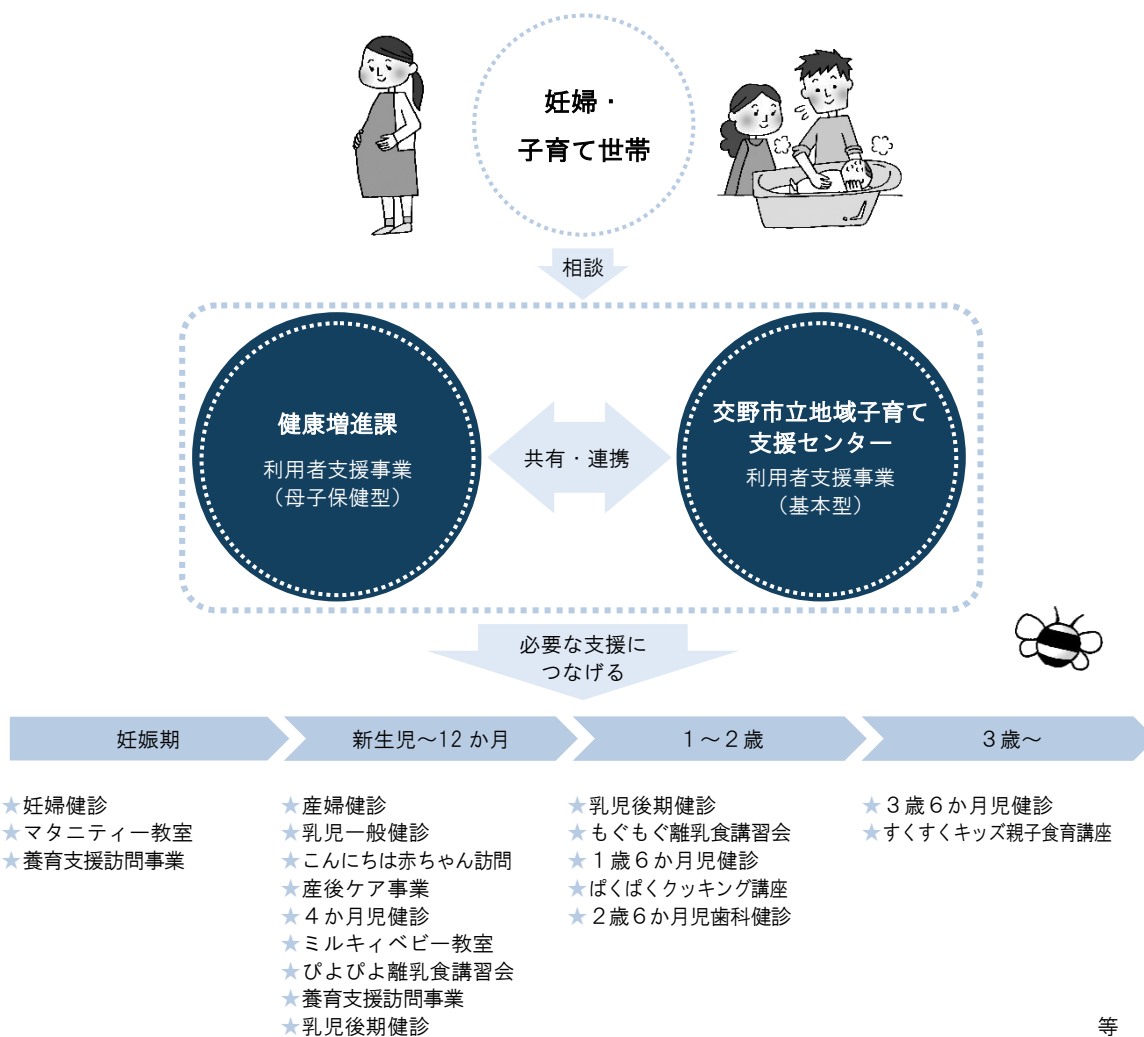 妊婦・
子育て世帯
相談
健康増進課
利用者支援事業
（母子保健型）
共有・連携
交野市立地域子育て
支援センター
利用者支援事業
（基本型）
必要な支援に
つなげる
妊娠期
新生児～12か月
１～２歳
３歳～
★妊婦健診
★マタニティー教室
★養育支援訪問事業
★産婦健診
★乳児一般健診
★こんにちは赤ちゃん訪問
★産後ケア事業
★４か月児健診
★ミルキィベビー教室
★ぴよぴよ離乳食講習会
★養育支援訪問事業
★乳児後期健診
★乳児後期健診
★もぐもぐ離乳食講習会
★１歳６か月児健診
★ぱくぱくクッキング講座
★２歳６か月児歯科健診
★３歳６か月児健診
★すくすくキッズ親子食育講座
等